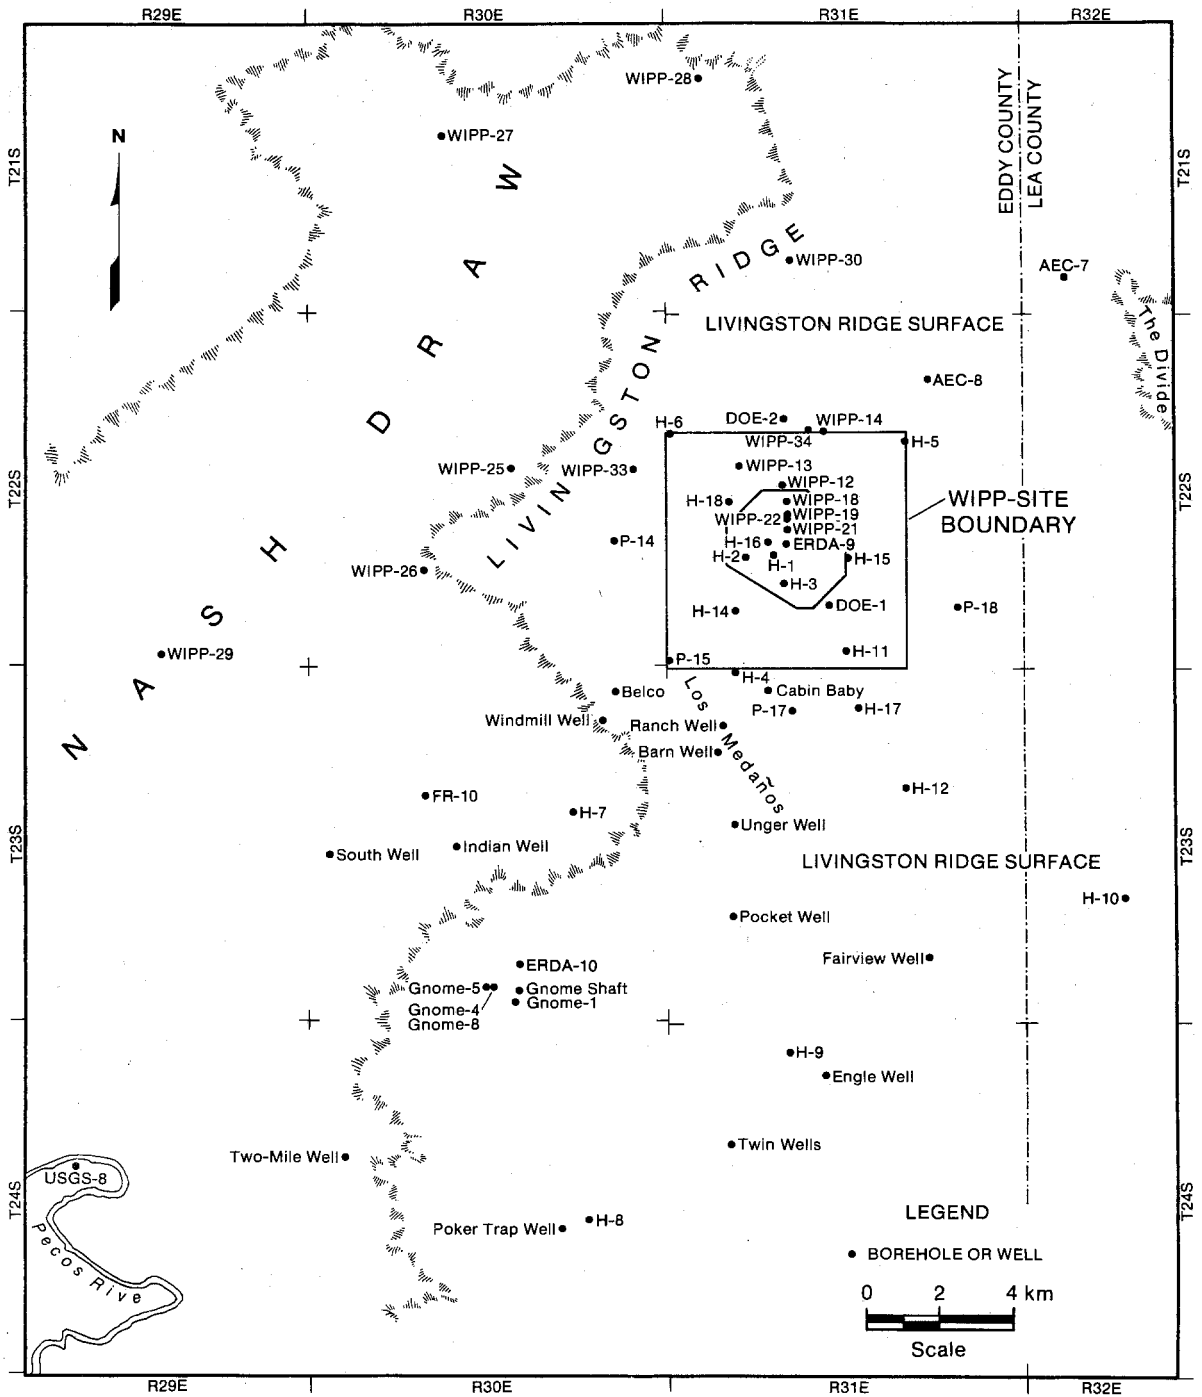 R29E
R30E
R31E
R32E
WIPP-28
N
WIPP-27
T21S
T21S
EDDY COUNTY
LEA COUNTY
NASH DRAW
LIVINGSTON RIDGE
WIPP-30
AEC-7
LIVINGSTON RIDGE SURFACE
The Divide
AEC-8
DOE-2
WIPP-14
H-6
WIPP-34
H-5
WIPP-25
WIPP-33
WIPP-13
T22S
T22S
WIPP-12
H-18
WIPP-18
WIPP-SITE
BOUNDARY
WIPP-19
WIPP-22
WIPP-21
P-14
H-16
ERDA-9
H-2
H-1
H-15
WIPP-26
H-3
H-14
DOE-1
P-18
WIPP-29
H-11
P-15
H-4
Los Medaños
Belco
Cabin Baby
P-17
H-17
Windmill Well
Ranch Well
Barn Well
H-12
FR-10
H-7
Unger Well
T23S
T23S
South Well
Indian Well
LIVINGSTON RIDGE SURFACE
H-10
Pocket Well
Fairview Well
ERDA-10
Gnome-5
Gnome Shaft
Gnome-4
Gnome-1
Gnome-8
H-9
Engle Well
Two-Mile Well
Twin Wells
USGS-8
T24S
T24S
Pecos Rive
Poker Trap Well
H-8
LEGEND
BOREHOLE OR WELL
0 2 4 km
Scale
R29E
R30E
R31E
R32E